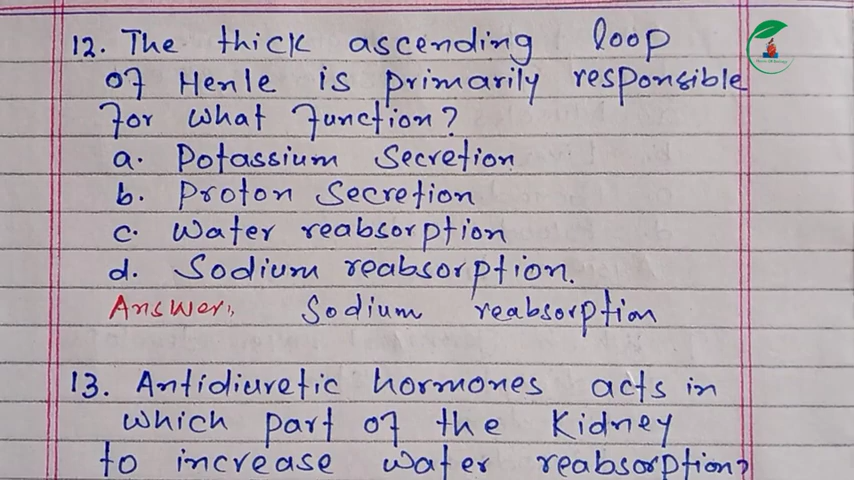 12. The thick ascending loop
of Henle is primarily responsible
for what function?
a. Potassium Secretion
b. Proton Secretion
c. Water reabsorption
d. Sodium reabsorption.
Answer:, Sodium reabsorption
13. Antidiuretic hormones acts in
which part of the Kidney
to increase water reabsorption?